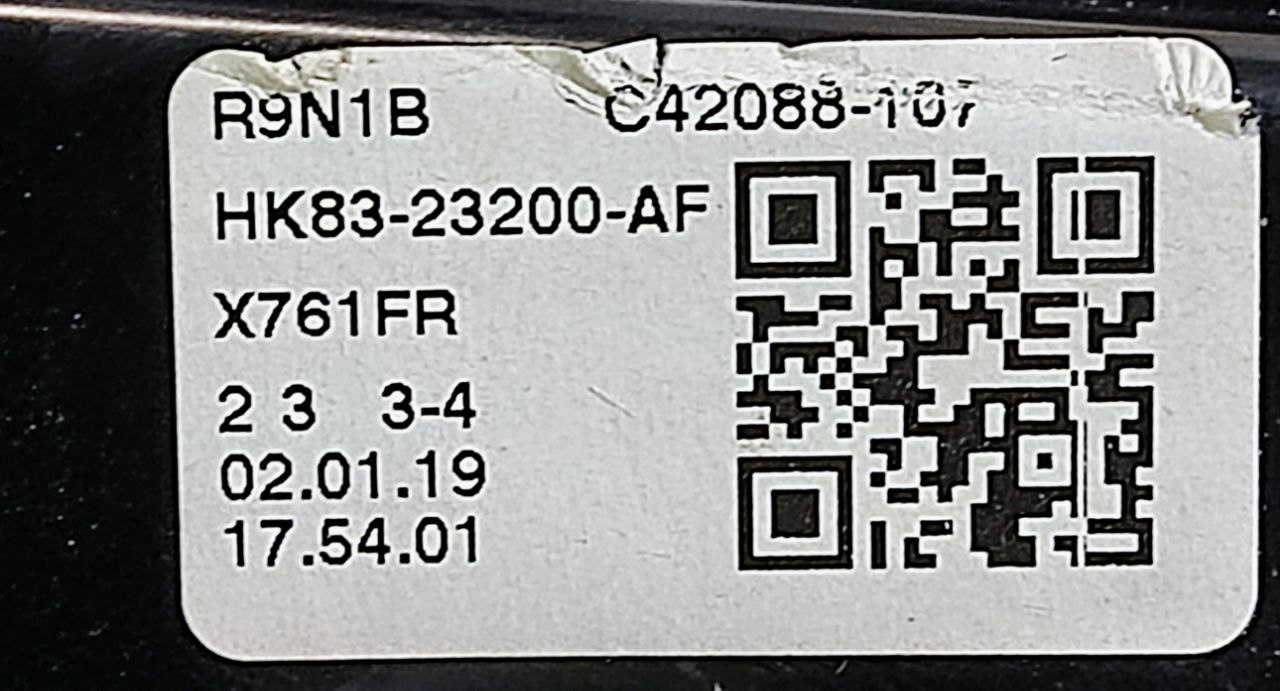 R9N1B C42088-107
HK83-23200-AF
X761FR
2 3 3-4
02.01.19
17.54.01